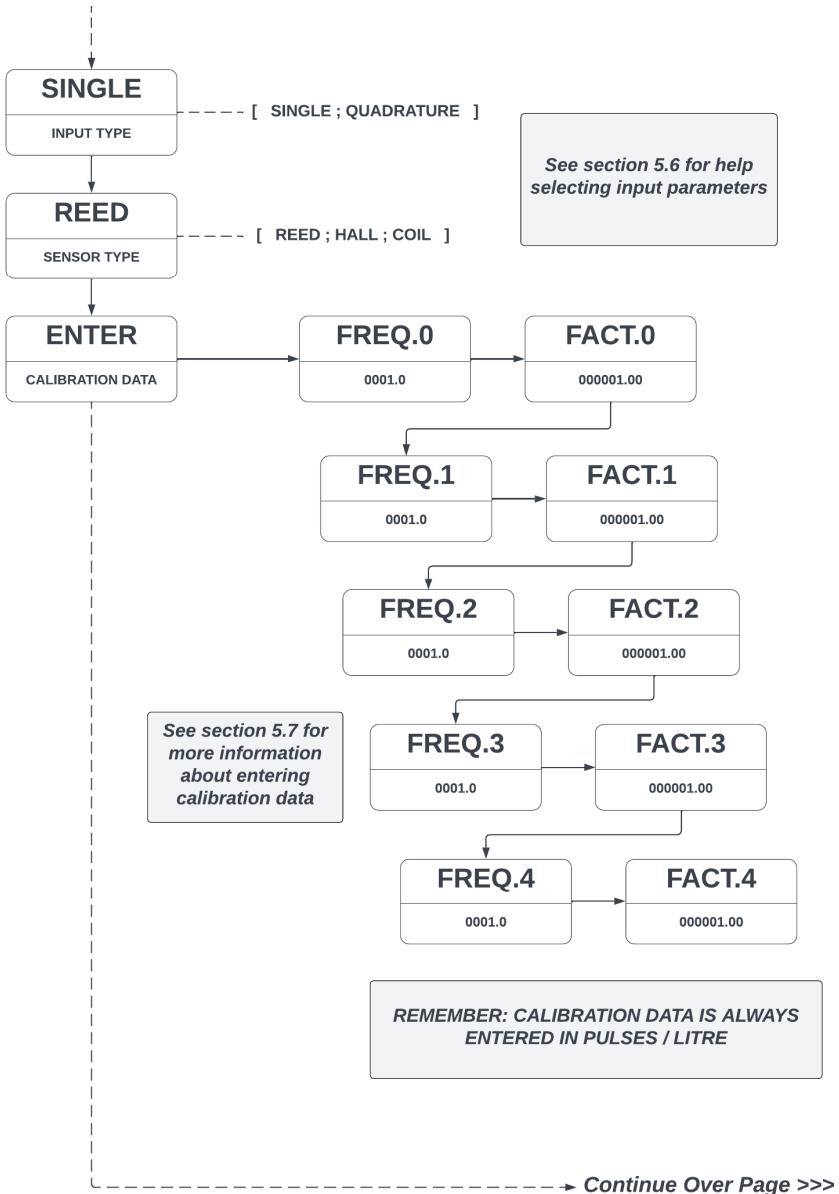 SINGLE
INPUT TYPE
[ SINGLE ; QUADRATURE ]
See section 5.6 for help
selecting input parameters
REED
SENSOR TYPE
[ REED ; HALL ; COIL ]
ENTER
CALIBRATION DATA
FREQ.0
0001.0
FACT.0
000001.00
FREQ.1
0001.0
FACT.1
000001.00
FREQ.2
0001.0
FACT.2
000001.00
See section 5.7 for
more information
about entering
calibration data
FREQ.3
0001.0
FACT.3
000001.00
FREQ.4
0001.0
FACT.4
000001.00
REMEMBER: CALIBRATION DATA IS ALWAYS
ENTERED IN PULSES / LITRE
Continue Over Page >>>